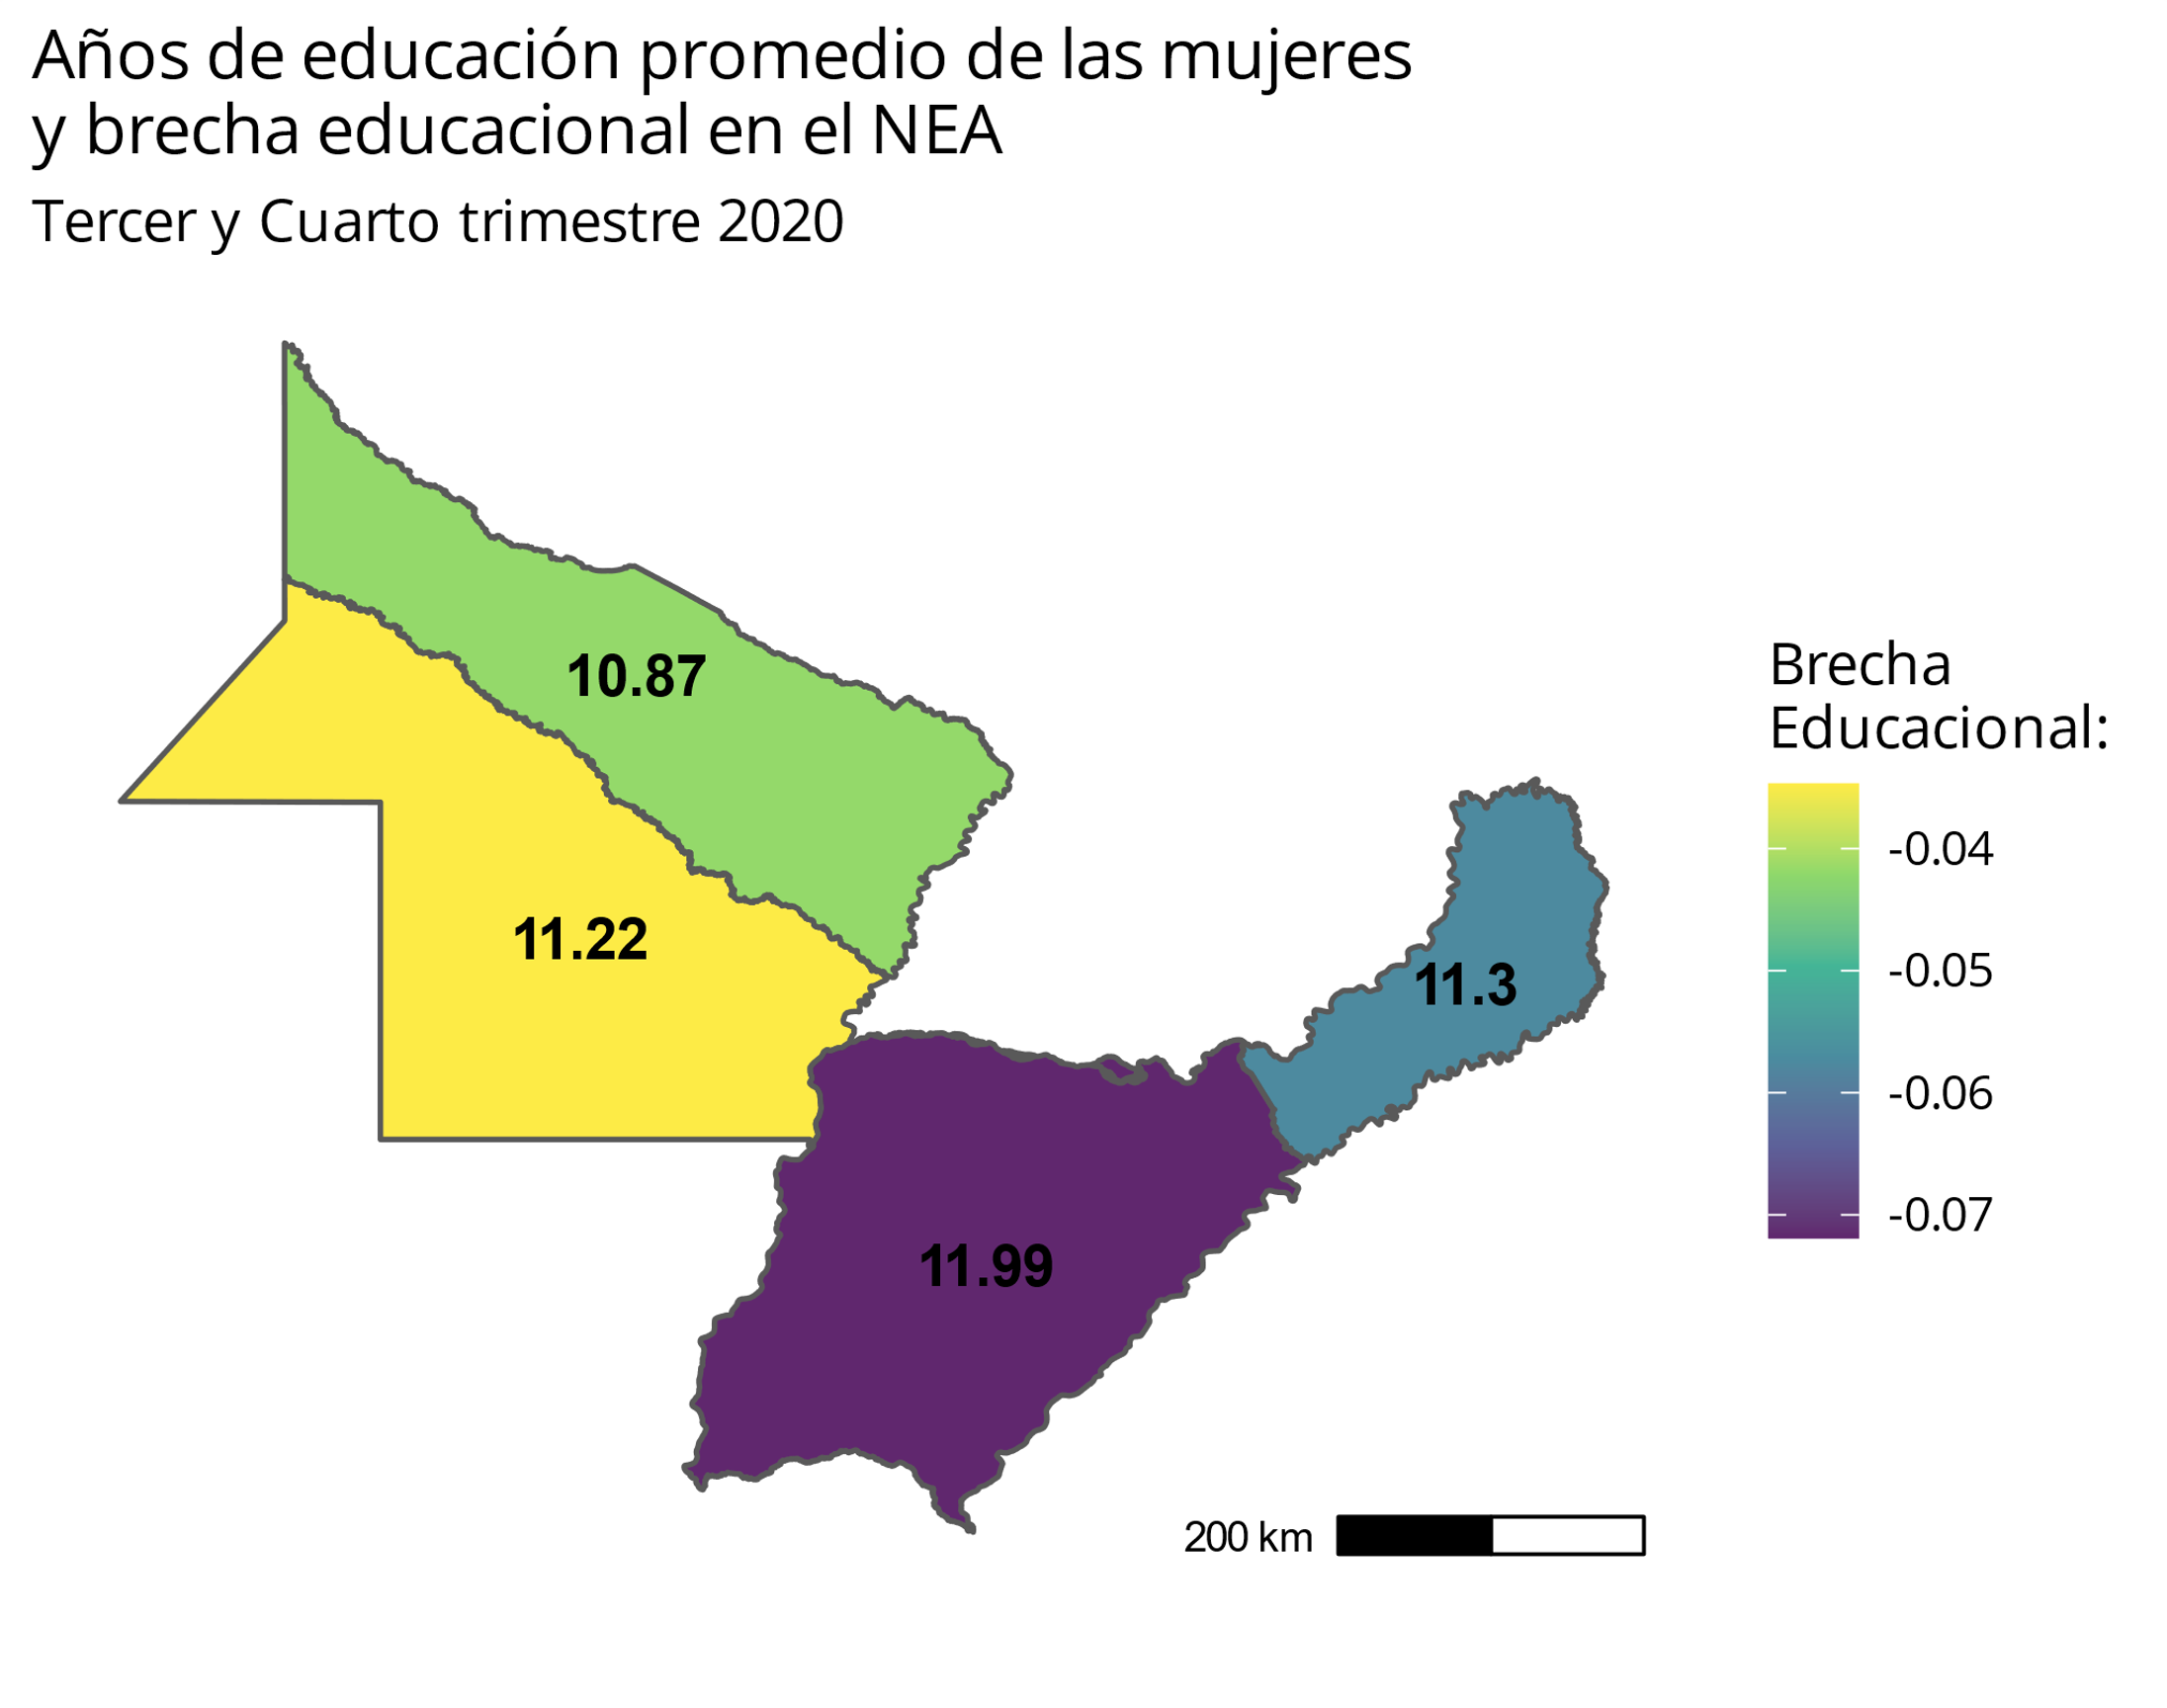 Años de educación promedio de las mujeres
y brecha educacional en el NEA
Tercer y Cuarto trimestre 2020
10.87
11.22
11.3
11.99
Brecha
Educacional:
-0.04
-0.05
-0.06
-0.07
200 km